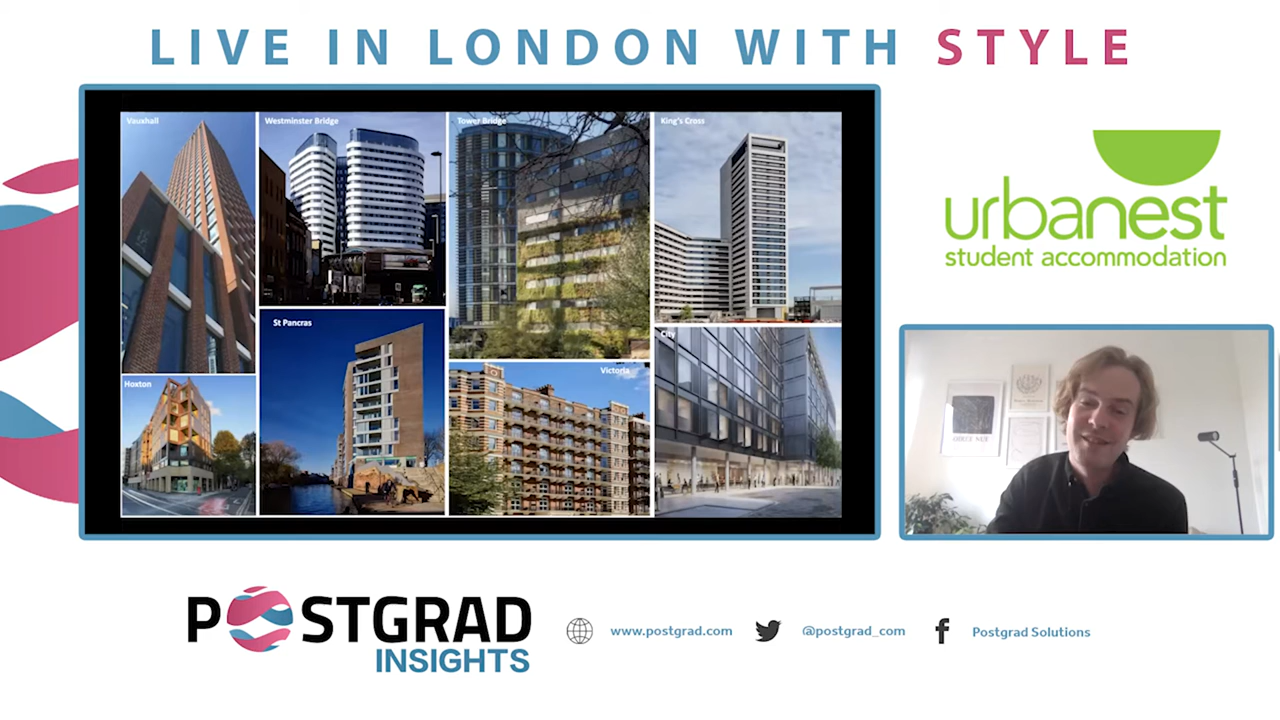 LIVE IN LONDON WITH STYLE
Vauxhall
Westminster Bridge
Tower Bridge
King's Cross
Hoxton
St Pancras
Victoria
City
urbanest
student accommodation
POSTGRAD
INSIGHTS
www.postgrad.com
@postgrad_com
Postgrad Solutions